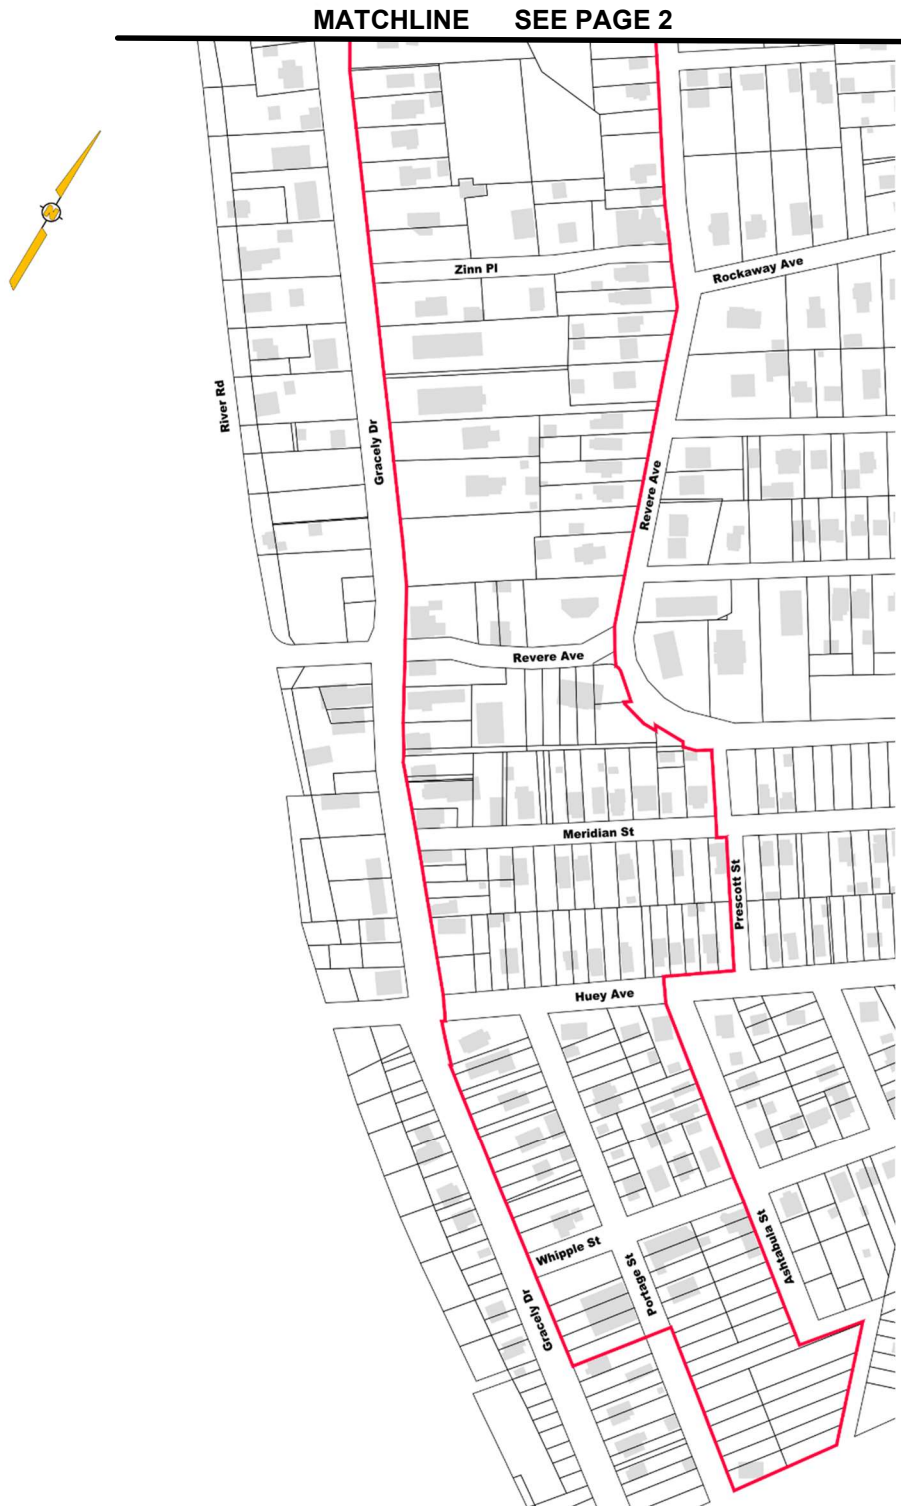 MATCHLINE SEE PAGE 2
Zinn Pl
Rockaway Ave
River Rd
Gracely Dr
Revere Ave
Revere Ave
Meridian St
Prescott St
Huey Ave
Whipple St
Portage St
Ashtabula St
Gracely Dr